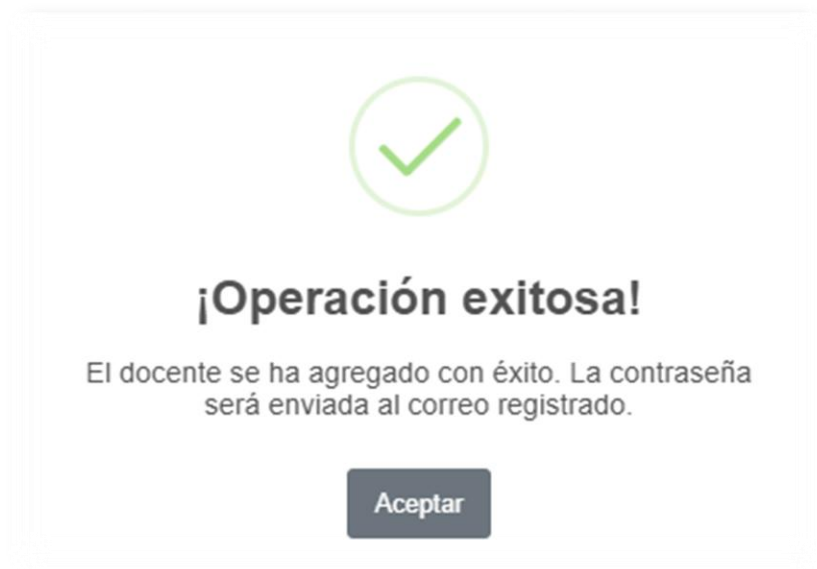 ¡Operación exitosa!
El docente se ha agregado con éxito. La contraseña
será enviada al correo registrado.
Aceptar